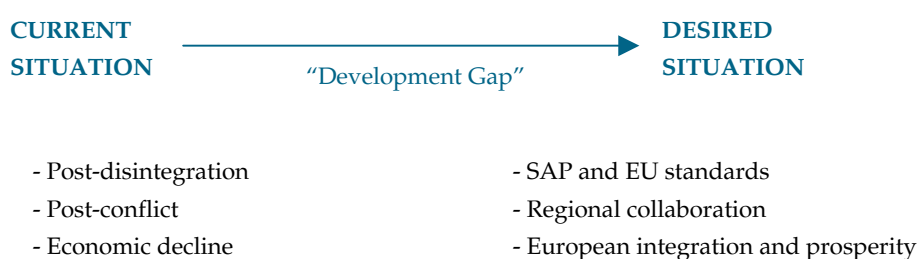 CURRENT
SITUATION
“Development Gap”
DESIRED
SITUATION
- Post-disintegration
- Post-conflict
- Economic decline
- SAP and EU standards
- Regional collaboration
- European integration and prosperity